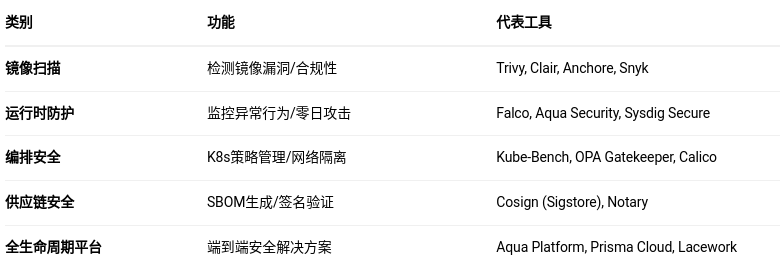 类别 功能 代表工具
镜像扫描 检测镜像漏洞/合规性 Trivy, Clair, Anchore, Snyk
运行时防护 监控异常行为/零日攻击 Falco, Aqua Security, Sysdig Secure
编排安全 K8s策略管理/网络隔离 Kube-Bench, OPA Gatekeeper, Calico
供应链安全 SBOM生成/签名验证 Cosign (Sigstore), Notary
全生命周期平台 端到端安全解决方案 Aqua Platform, Prisma Cloud, Lacework